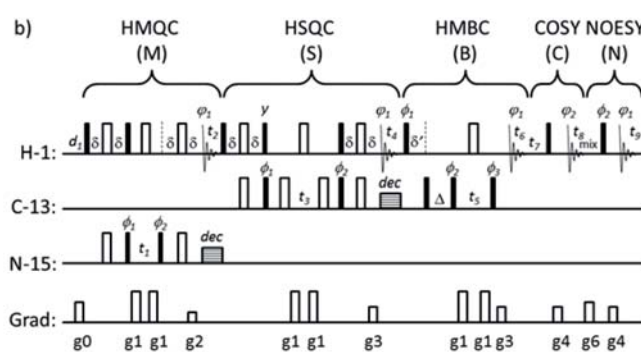 b)
HMQC HSQC HMBC COSY NOESY
(M) (S) (B) (C) (N)
φ1 y φ1 ϕ1 φ1 φ2 ϕ2 φ1
H-1: d1 δ δ δ δ t2 δ δ δ δ t4 δ' t6 t7 t8 mix t9
ϕ1 ϕ2 dec ϕ2 ϕ3
C-13: t3 Δ t5
ϕ1 ϕ2 dec
N-15: t1
Grad:
g0 g1 g1 g2 g1 g1 g3 g1 g1 g3 g4 g6 g4